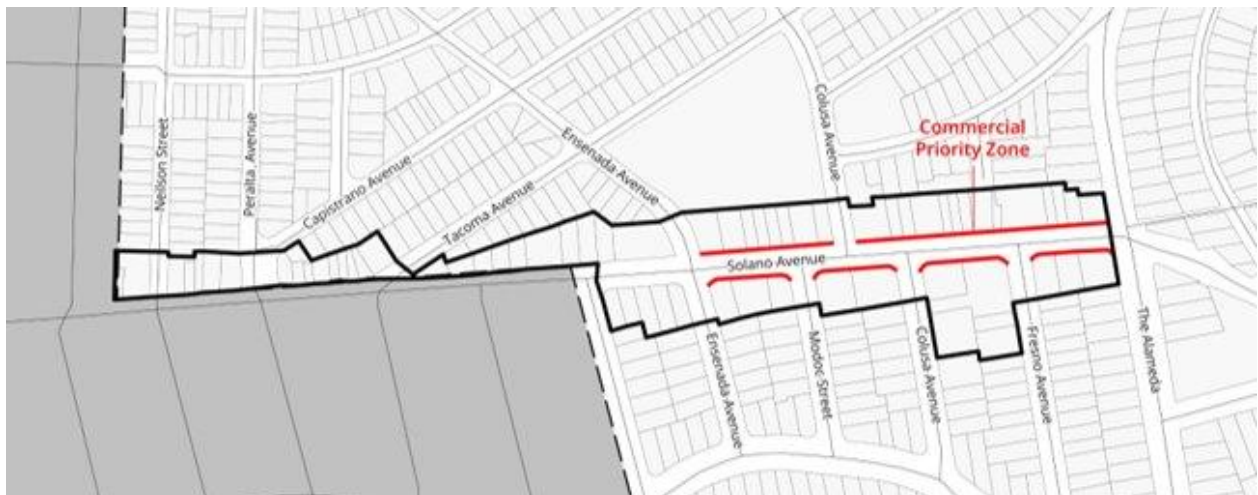 Neilson Street
Peralta Avenue
Capistrano Avenue
Tacoma Avenue
Ensenada Avenue
Colusa Avenue
Commercial
Priority Zone
Solano Avenue
Ensenada Avenue
Modoc Street
Colusa Avenue
Fresno Avenue
The Alameda